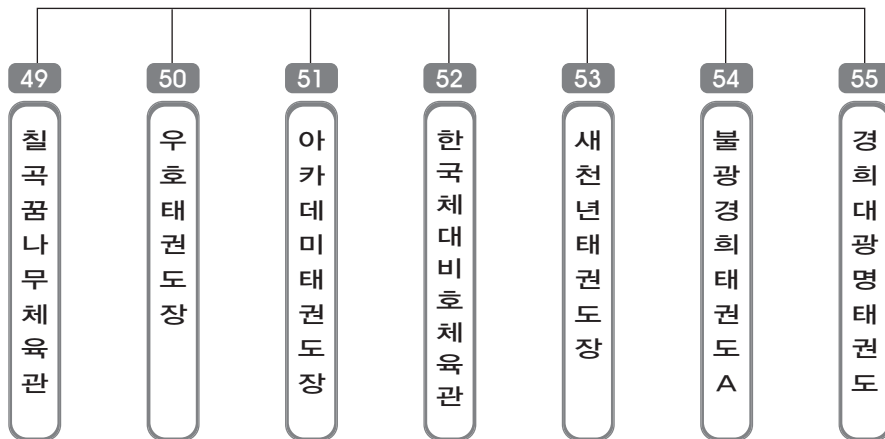 49
칠곡꿈나무체육관
50
우호태권도장
51
아카데미태권도장
52
한국체대비호체육관
53
새천년태권도장
54
불광경희태권도A
55
경희대광명태권도